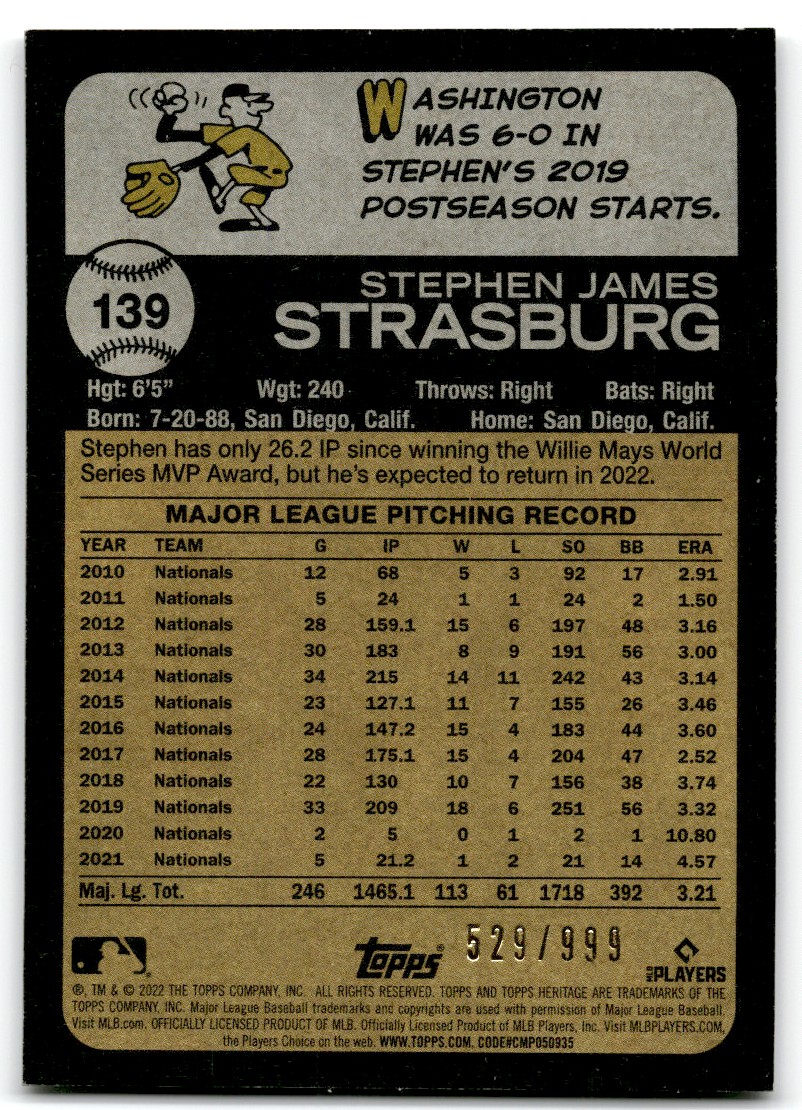 WASHINGTON
WAS 6-0 IN
STEPHEN'S 2019
POSTSEASON STARTS.
139
STEPHEN JAMES
STRASBURG
Hgt: 6'5" Wgt: 240 Throws: Right Bats: Right
Born: 7-20-88, San Diego, Calif. Home: San Diego, Calif.
Stephen has only 26.2 IP since winning the Willie Mays World
Series MVP Award, but he's expected to return in 2022.
MAJOR LEAGUE PITCHING RECORD
YEAR TEAM G IP W L SO BB ERA
2010 Nationals 12 68 5 3 92 17 2.91
2011 Nationals 5 24 1 1 24 2 1.50
2012 Nationals 28 159.1 15 6 197 48 3.16
2013 Nationals 30 183 8 9 191 56 3.00
2014 Nationals 34 215 14 11 242 43 3.14
2015 Nationals 23 127.1 11 7 155 26 3.46
2016 Nationals 24 147.2 15 4 183 44 3.60
2017 Nationals 28 175.1 15 4 204 47 2.52
2018 Nationals 22 130 10 7 156 38 3.74
2019 Nationals 33 209 18 6 251 56 3.32
2020 Nationals 2 5 0 1 2 1 10.80
2021 Nationals 5 21.2 1 2 21 14 4.57
Maj. Lg. Tot. 246 1465.1 113 61 1718 392 3.21
TOPPS 529/999 MLB PLAYERS
®, TM & © 2022 THE TOPPS COMPANY, INC. ALL RIGHTS RESERVED. TOPPS AND TOPPS HERITAGE ARE TRADEMARKS OF THE
TOPPS COMPANY, INC. Major League Baseball trademarks and copyrights are used with permission of Major League Baseball.
Visit MLB.com. OFFICIALLY LICENSED PRODUCT OF MLB. Officially Licensed Product of MLB Players, Inc. Visit MLBPLAYERS.COM,
the Players Choice on the web. WWW.TOPPS.COM. CODE#CMP050935